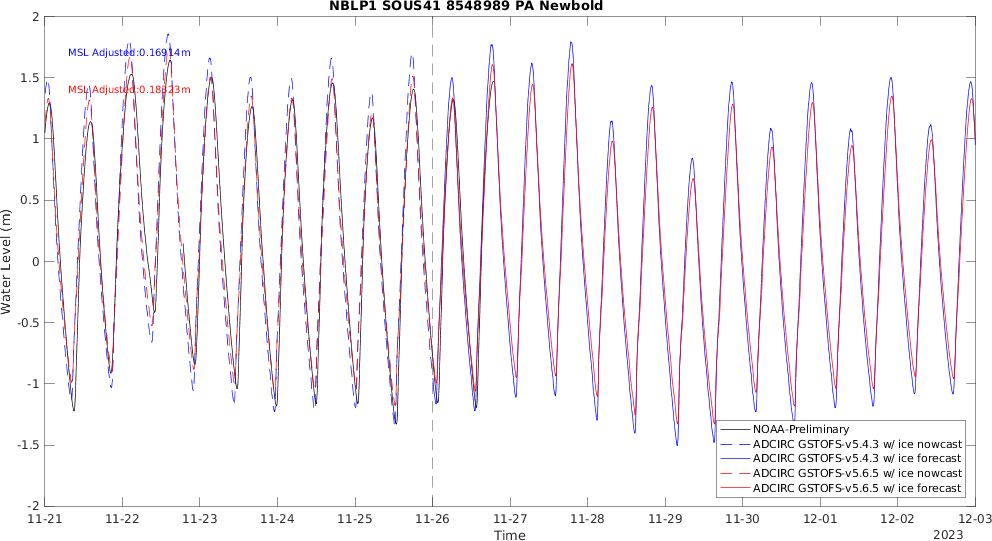 NBLP1 SOUS41 8548989 PA Newbold
MSL Adjusted:0.16914m
MSL Adjusted:0.18323m
Water Level (m)
2
1.5
1
0.5
0
-0.5
-1
-1.5
-2
NOAA-Preliminary
ADCIRC GSTOFS-v5.4.3 w/ ice nowcast
ADCIRC GSTOFS-v5.4.3 w/ ice forecast
ADCIRC GSTOFS-v5.6.5 w/ ice nowcast
ADCIRC GSTOFS-v5.6.5 w/ ice forecast
11-21 11-22 11-23 11-24 11-25 11-26 11-27 11-28 11-29 11-30 12-01 12-02 12-03
Time
2023